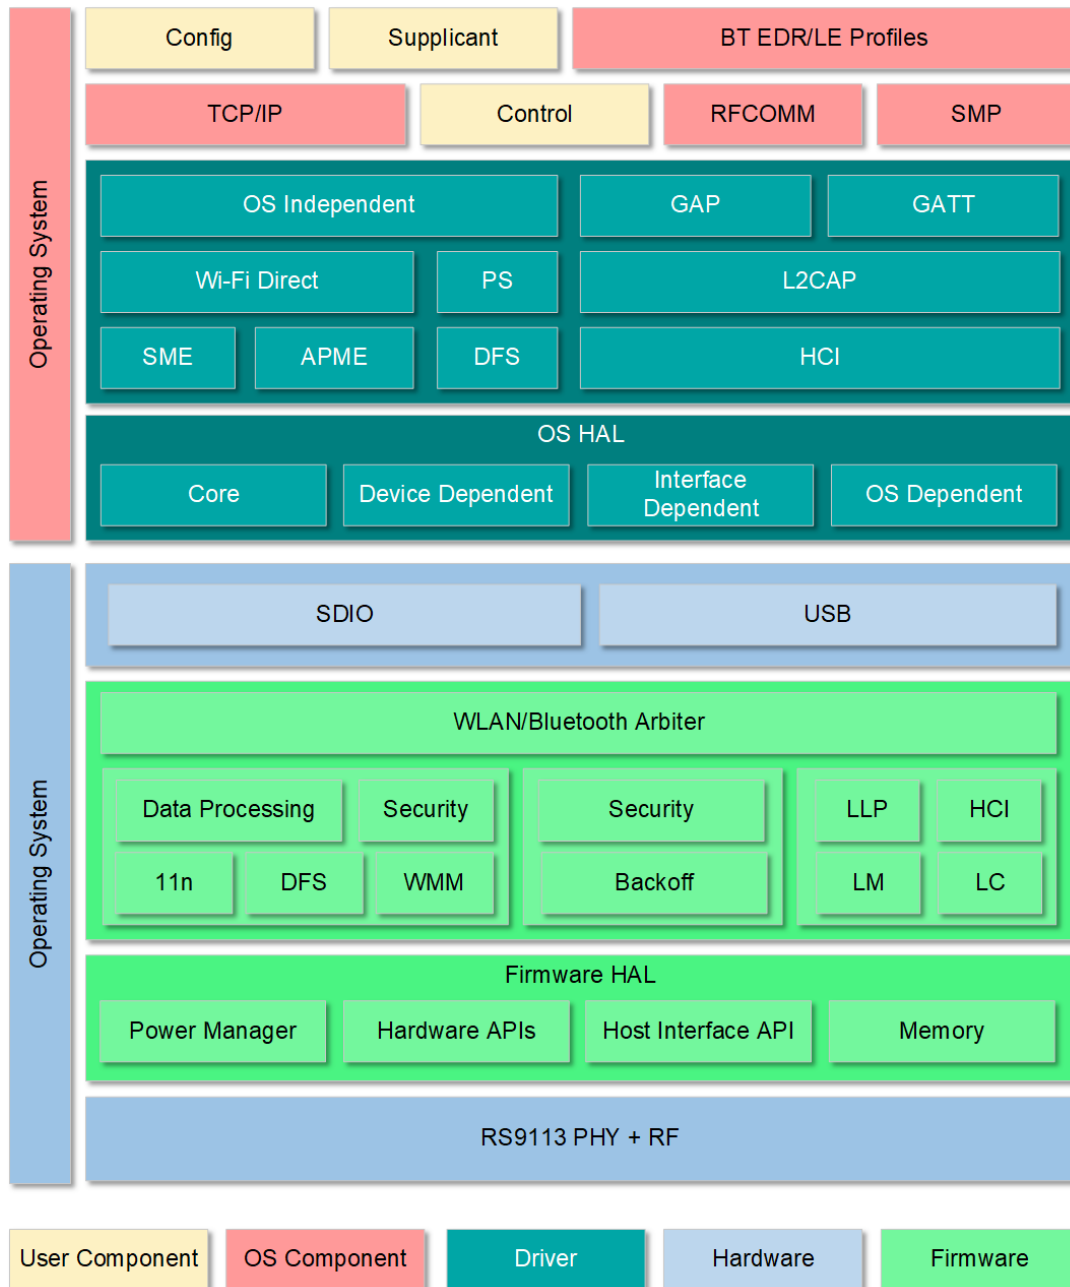 Config
Supplicant
BT EDR/LE Profiles
TCP/IP
Control
RFCOMM
SMP
Operating System
OS Independent
GAP
GATT
Wi-Fi Direct
PS
L2CAP
SME
APME
DFS
HCI
OS HAL
Core
Device Dependent
Interface
Dependent
OS Dependent
Operating System
SDIO
USB
WLAN/Bluetooth Arbiter
Data Processing
Security
Security
LLP
HCI
11n
DFS
WMM
Backoff
LM
LC
Firmware HAL
Power Manager
Hardware APIs
Host Interface API
Memory
RS9113 PHY + RF
User Component
OS Component
Driver
Hardware
Firmware